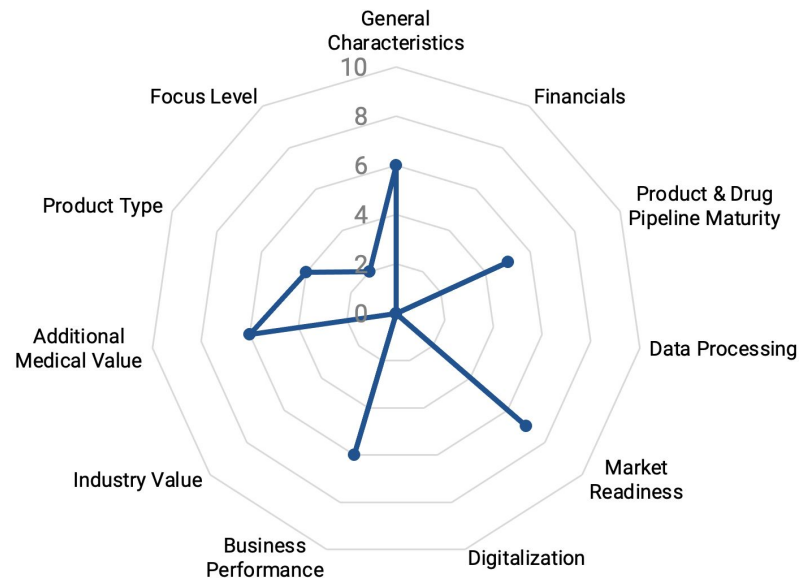 General
Characteristics
Financials
Product & Drug
Pipeline Maturity
Data Processing
Market
Readiness
Digitalization
Business
Performance
Industry Value
Additional
Medical Value
Product Type
Focus Level
10
8
6
4
2
0